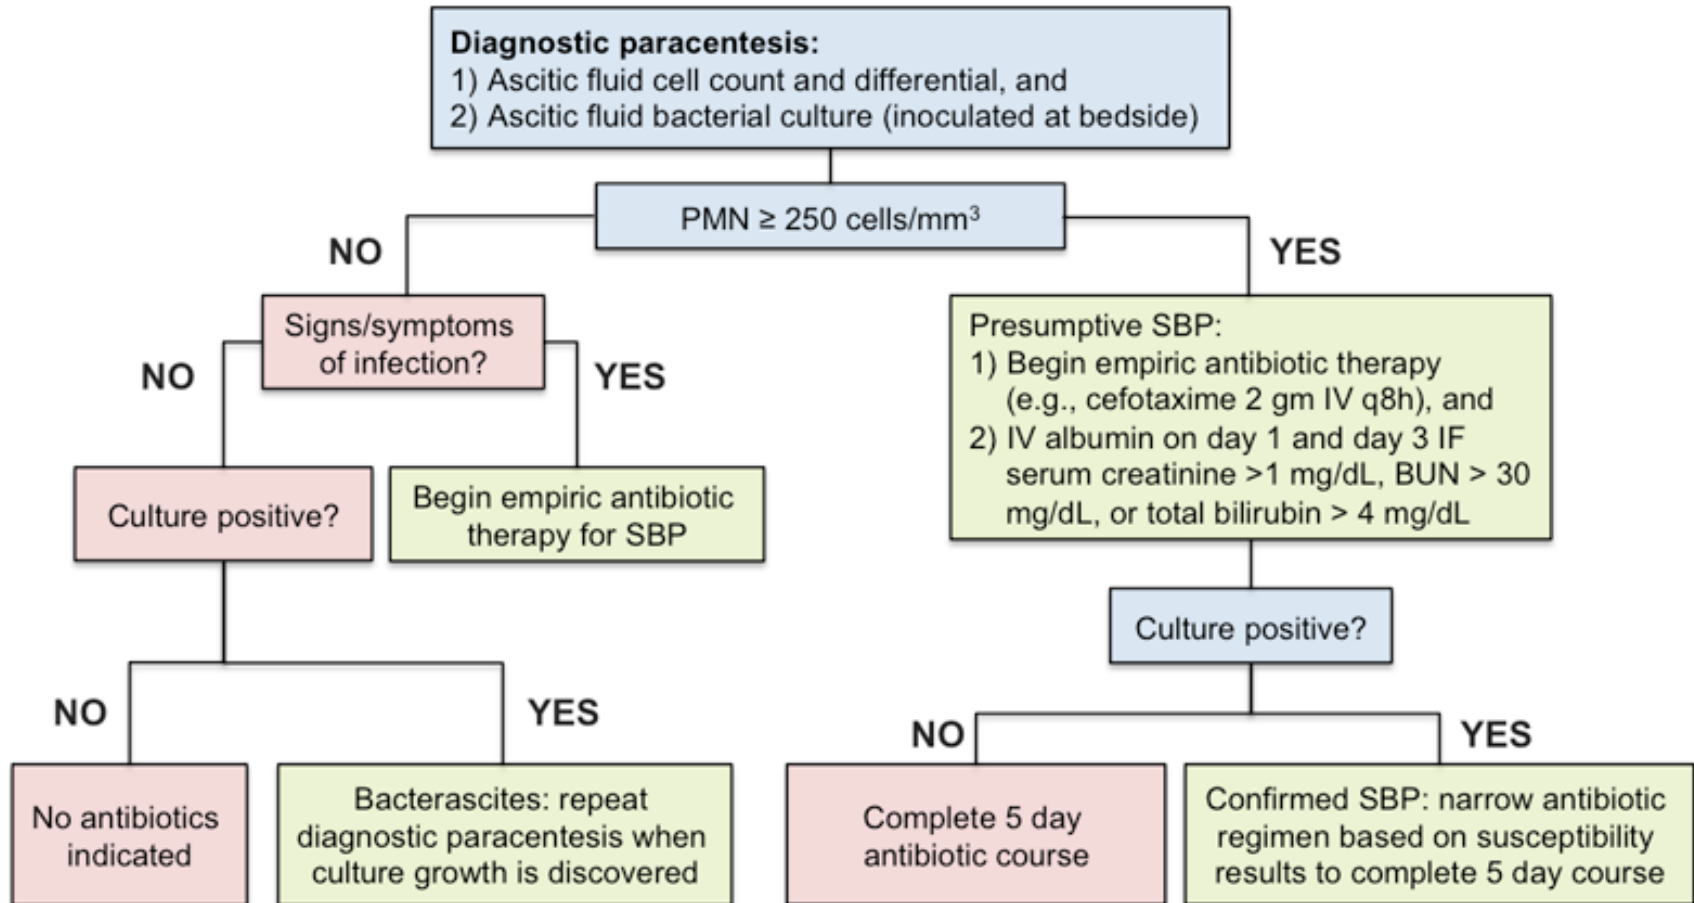 Diagnostic paracentesis:
1) Ascitic fluid cell count and differential, and
2) Ascitic fluid bacterial culture (inoculated at bedside)
PMN ≥ 250 cells/mm³
NO
YES
Signs/symptoms
of infection?
NO
YES
Presumptive SBP:
1) Begin empiric antibiotic therapy
(e.g., cefotaxime 2 gm IV q8h), and
2) IV albumin on day 1 and day 3 IF
serum creatinine >1 mg/dL, BUN > 30
mg/dL, or total bilirubin > 4 mg/dL
Culture positive?
Begin empiric antibiotic
therapy for SBP
Culture positive?
NO
YES
NO
YES
No antibiotics
indicated
Bacterascites: repeat
diagnostic paracentesis when
culture growth is discovered
Complete 5 day
antibiotic course
Confirmed SBP: narrow antibiotic
regimen based on susceptibility
results to complete 5 day course